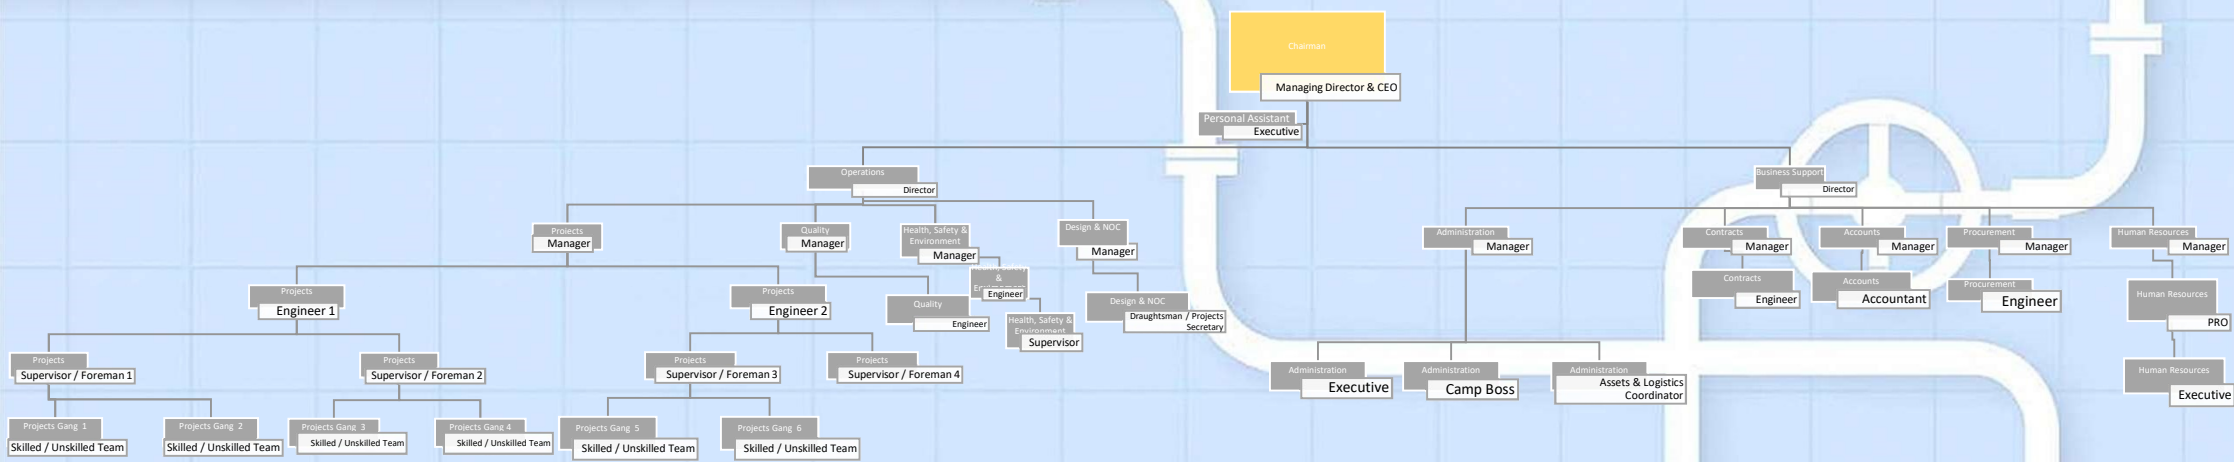 Chairman
Managing Director & CEO
Personal Assistant
Executive
Operations
Director
Business Support
Director
Projects
Manager
Quality
Manager
Health, Safety &
Environment
Manager
Design & NOC
Manager
Administration
Manager
Contracts
Manager
Accounts
Manager
Procurement
Manager
Human Resources
Manager
Projects
Engineer 1
Projects
Engineer 2
Quality
Engineer
Health, Safety
&
Environment
Engineer
Health, Safety &
Environment
Supervisor
Design & NOC
Draughtsman / Projects
Secretary
Contracts
Engineer
Accounts
Accountant
Procurement
Engineer
Human Resources
PRO
Projects
Supervisor / Foreman 1
Projects
Supervisor / Foreman 2
Projects
Supervisor / Foreman 3
Projects
Supervisor / Foreman 4
Administration
Executive
Administration
Camp Boss
Administration
Assets & Logistics
Coordinator
Human Resources
Executive
Projects Gang 1
Skilled / Unskilled Team
Projects Gang 2
Skilled / Unskilled Team
Projects Gang 3
Skilled / Unskilled Team
Projects Gang 4
Skilled / Unskilled Team
Projects Gang 5
Skilled / Unskilled Team
Projects Gang 6
Skilled / Unskilled Team